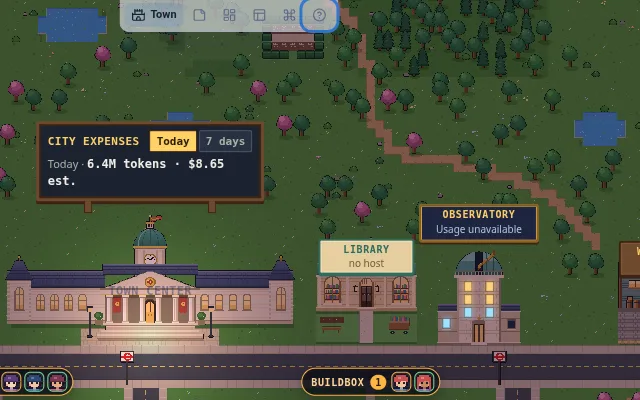 Town
CITY EXPENSES Today 7 days
Today · 6.4M tokens · $8.65
est.
OBSERVATORY
Usage unavailable
LIBRARY
no host
TOWN CENTER
BUILDBOX 1